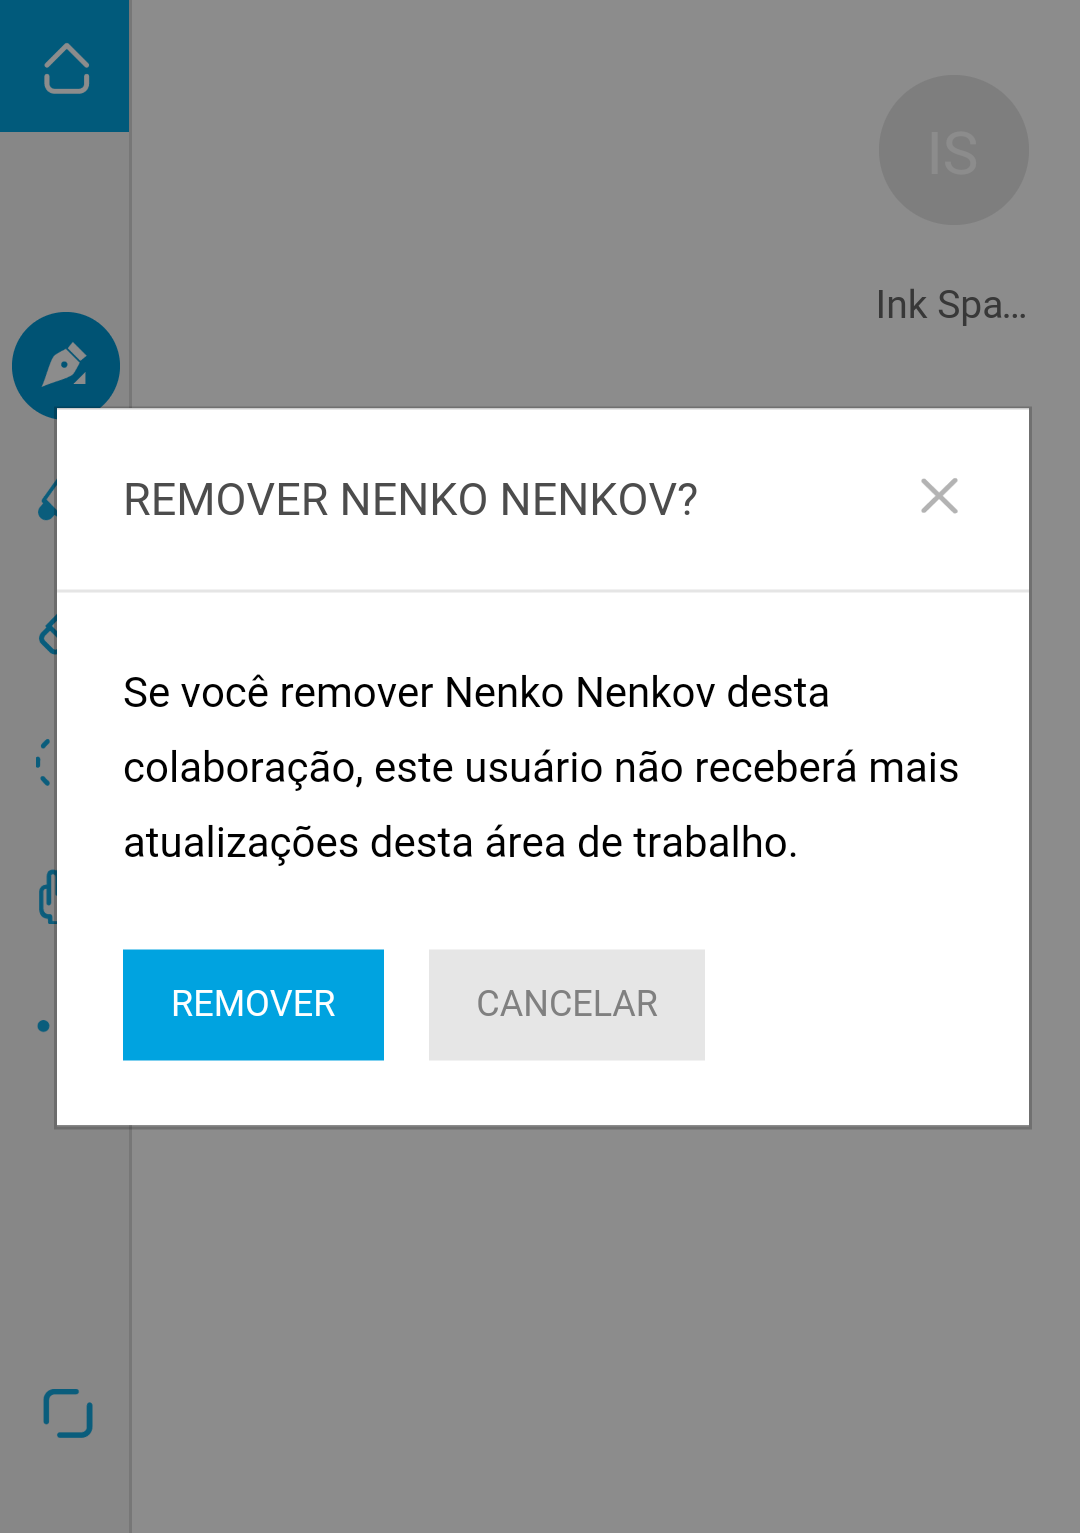 IS
Ink Spa...
REMOVER NENKO NENKOV?
Se você remover Nenko Nenkov desta
colaboração, este usuário não receberá mais
atualizações desta área de trabalho.
REMOVER
CANCELAR